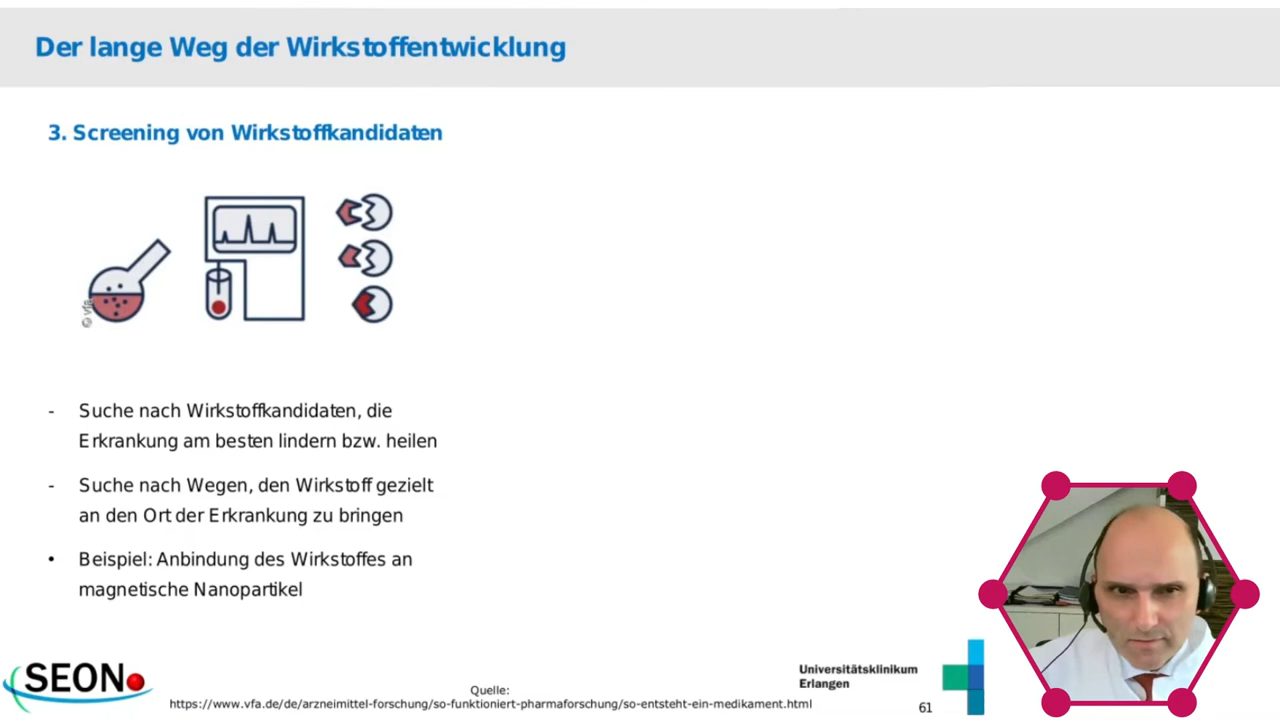 Der lange Weg der Wirkstoffentwicklung
3. Screening von Wirkstoffkandidaten
© vfa
- Suche nach Wirkstoffkandidaten, die
Erkrankung am besten lindern bzw. heilen
- Suche nach Wegen, den Wirkstoff gezielt
an den Ort der Erkrankung zu bringen
• Beispiel: Anbindung des Wirkstoffes an
magnetische Nanopartikel
SEON
Quelle:
https://www.vfa.de/de/arzneimittel-forschung/so-funktioniert-pharmaforschung/so-entsteht-ein-medikament.html
Universitätsklinikum
Erlangen
61